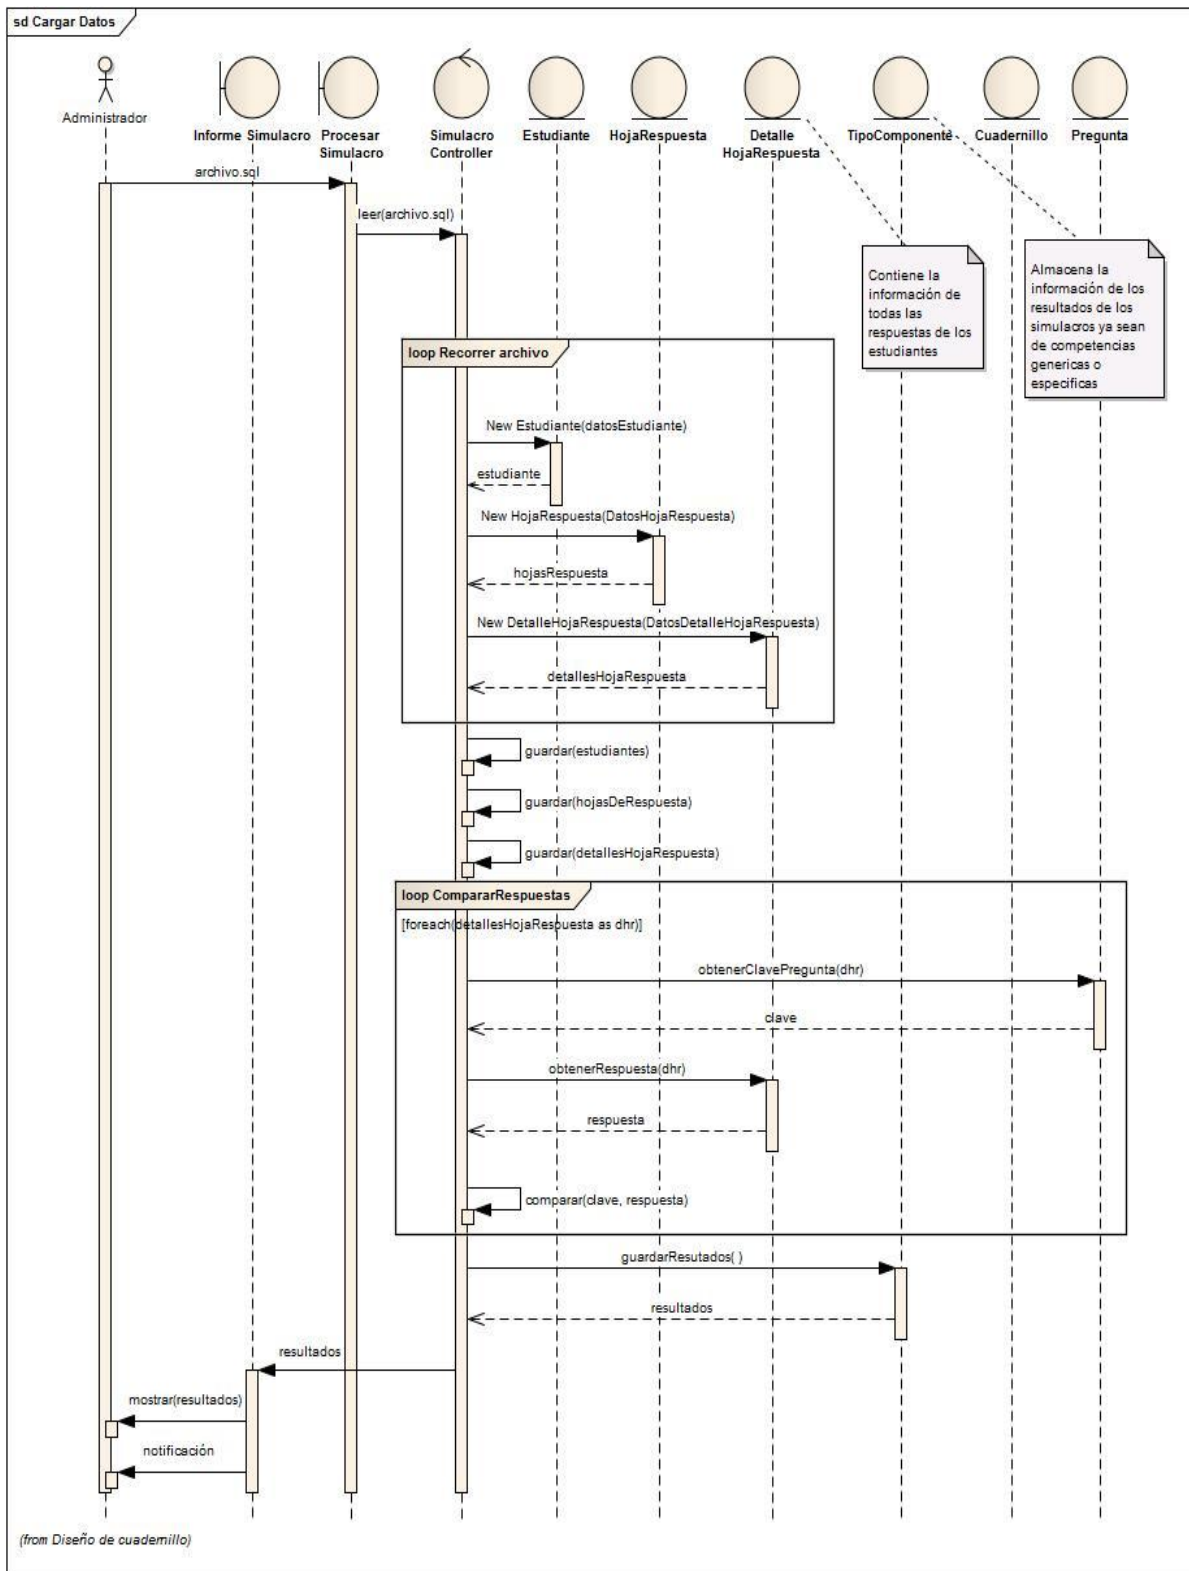 sd Cargar Datos
Administrador
Informe Simulacro
Procesar
Simulacro
Simulacro
Controller
Estudiante
HojaRespuesta
Detalle
HojaRespuesta
TipoComponente
Cuadernillo
Pregunta
archivo.sql
leer(archivo.sql)
Contiene la
información de
todas las
respuestas de los
estudiantes
Almacena la
información de los
resultados de los
simulacros ya sean
de competencias
genericas o
especificas
loop Recorrer archivo
New Estudiante(datosEstudiante)
estudiante
New HojaRespuesta(DatosHojaRespuesta)
hojasRespuesta
New DetalleHojaRespuesta(DatosDetalleHojaRespuesta)
detallesHojaRespuesta
guardar(estudiantes)
guardar(hojasDeRespuesta)
guardar(detallesHojaRespuesta)
loop CompararRespuestas
[foreach(detallesHojaRespuesta as dhr)]
obtenerClavePregunta(dhr)
clave
obtenerRespuesta(dhr)
respuesta
comparar(clave, respuesta)
guardarResutados( )
resultados
resultados
mostrar(resultados)
notificación
(from Diseño de cuadernillo)